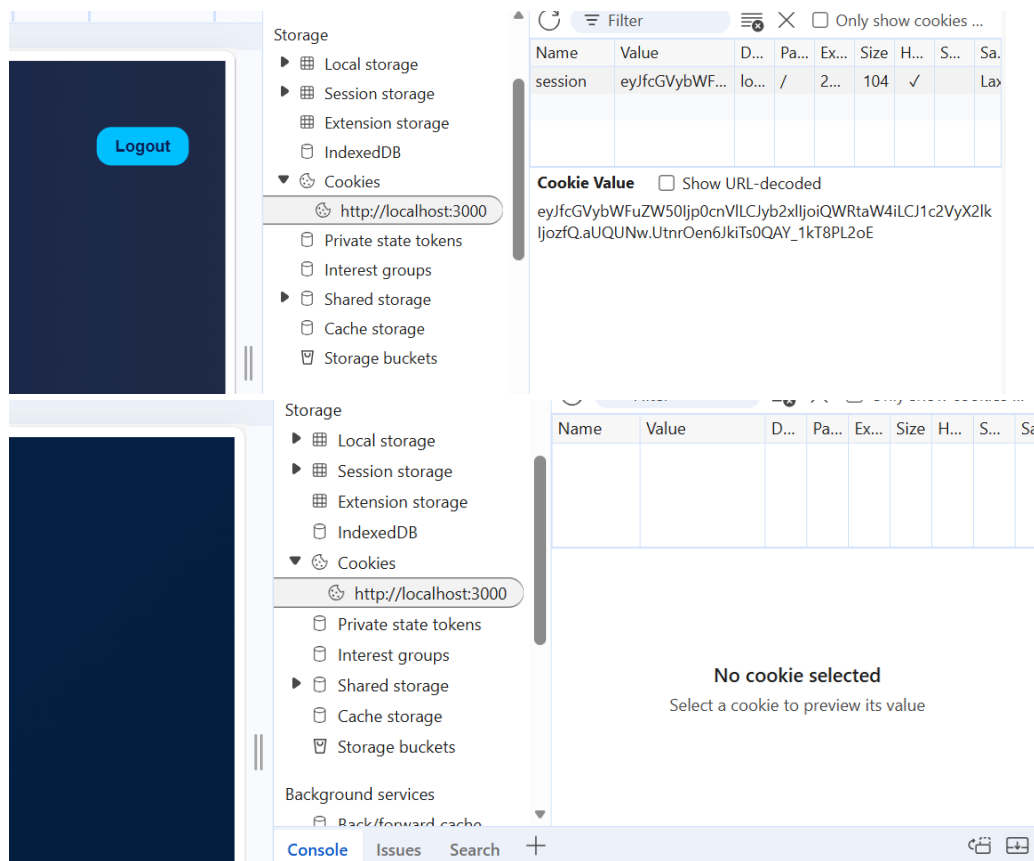 Storage
Local storage
Session storage
Extension storage
IndexedDB
Cookies
http://localhost:3000
Private state tokens
Interest groups
Shared storage
Cache storage
Storage buckets
Logout
Filter
Only show cookies ...
Name Value D... Pa... Ex... Size H... S... Sa.
session eyJfcGVybWF... lo... / 2... 104 ✓ Lax
Cookie Value Show URL-decoded
eyJfcGVybWFuZW50Ijp0cnVlLCJyb2xlIjoiQWRtaW4iLCJ1c2VyX2lk
IjozfQ.aUQUNw.UtnrOen6JkiTs0QAY_1kT8PL2oE
Storage
Local storage
Session storage
Extension storage
IndexedDB
Cookies
http://localhost:3000
Private state tokens
Interest groups
Shared storage
Cache storage
Storage buckets
Background services
Back/forward cache
Name Value D... Pa... Ex... Size H... S... Sa
No cookie selected
Select a cookie to preview its value
Console Issues Search